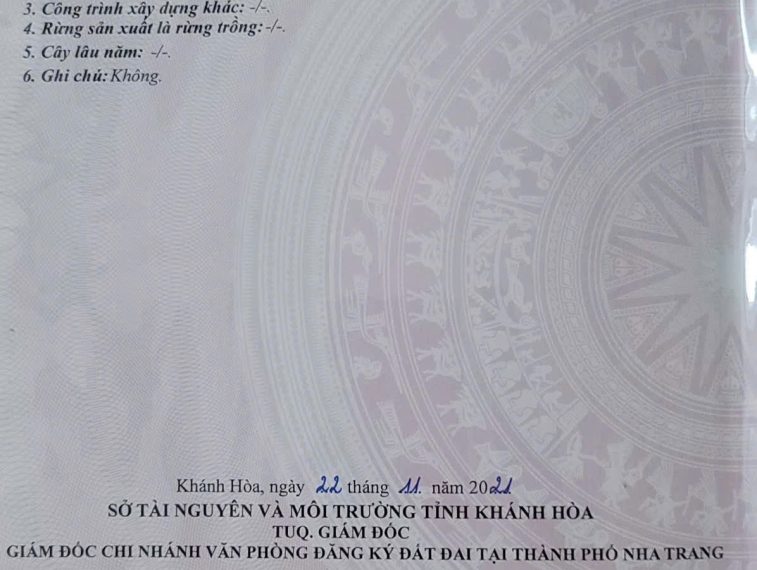 3. Công trình xây dựng khác: -/-.
4. Rừng sản xuất là rừng trồng: -/-.
5. Cây lâu năm: -/-.
6. Ghi chú: Không.
Khánh Hòa, ngày 22 tháng 11. năm 2021
SỞ TÀI NGUYÊN VÀ MÔI TRƯỜNG TỈNH KHÁNH HÒA
TUQ. GIÁM ĐỐC
GIÁM ĐỐC CHI NHÁNH VĂN PHÒNG ĐĂNG KÝ ĐẤT ĐAI TẠI THÀNH PHỐ NHA TRANG